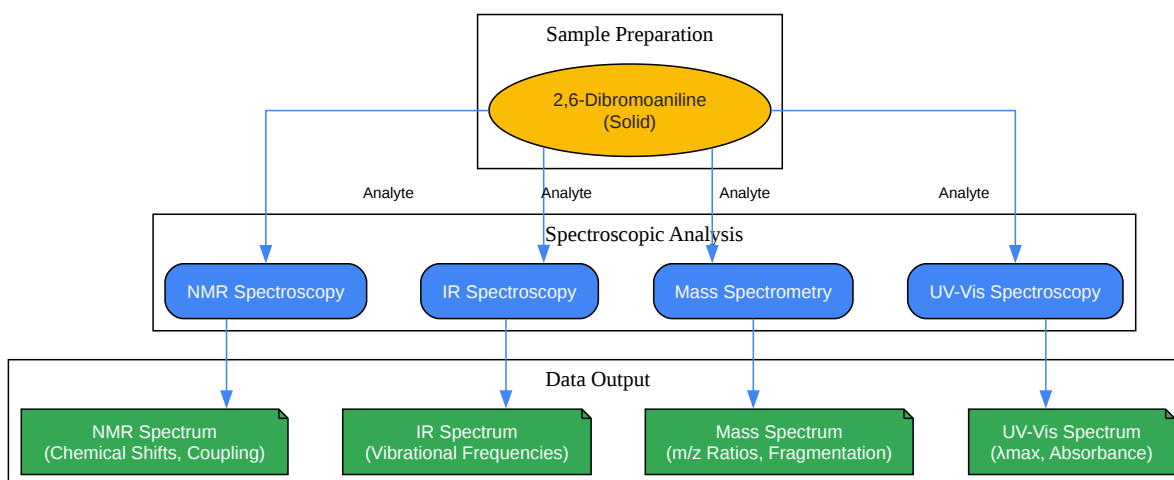 Sample Preparation
2,6-Dibromoaniline
(Solid)
Analyte
Analyte
Analyte
Analyte
Spectroscopic Analysis
NMR Spectroscopy
IR Spectroscopy
Mass Spectrometry
UV-Vis Spectroscopy
Data Output
NMR Spectrum
(Chemical Shifts, Coupling)
IR Spectrum
(Vibrational Frequencies)
Mass Spectrum
(m/z Ratios, Fragmentation)
UV-Vis Spectrum
(λmax, Absorbance)